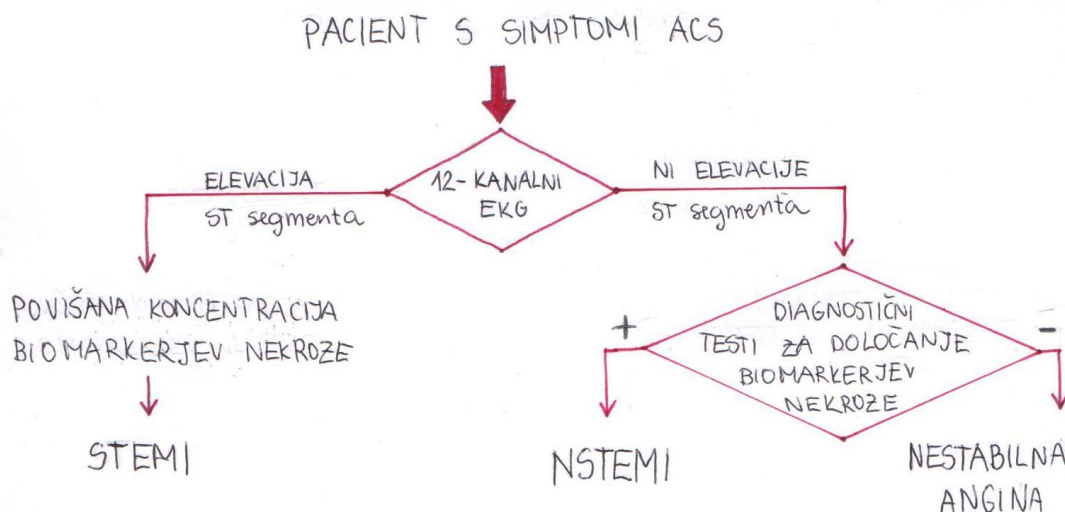 PACIENT S SIMPTOMI ACS
12-KANALNI
EKG
ELEVACIJA
ST segmenta
NI ELEVACIJE
ST segmenta
POVIŠANA KONCENTRACIJA
BIOMARKERJEV NEKROZE
STEMI
DIAGNOSTIČNI
TESTI ZA DOLOČANJE
BIOMARKERJEV
NEKROZE
+
-
NSTEMI
NESTABILNA
ANGINA